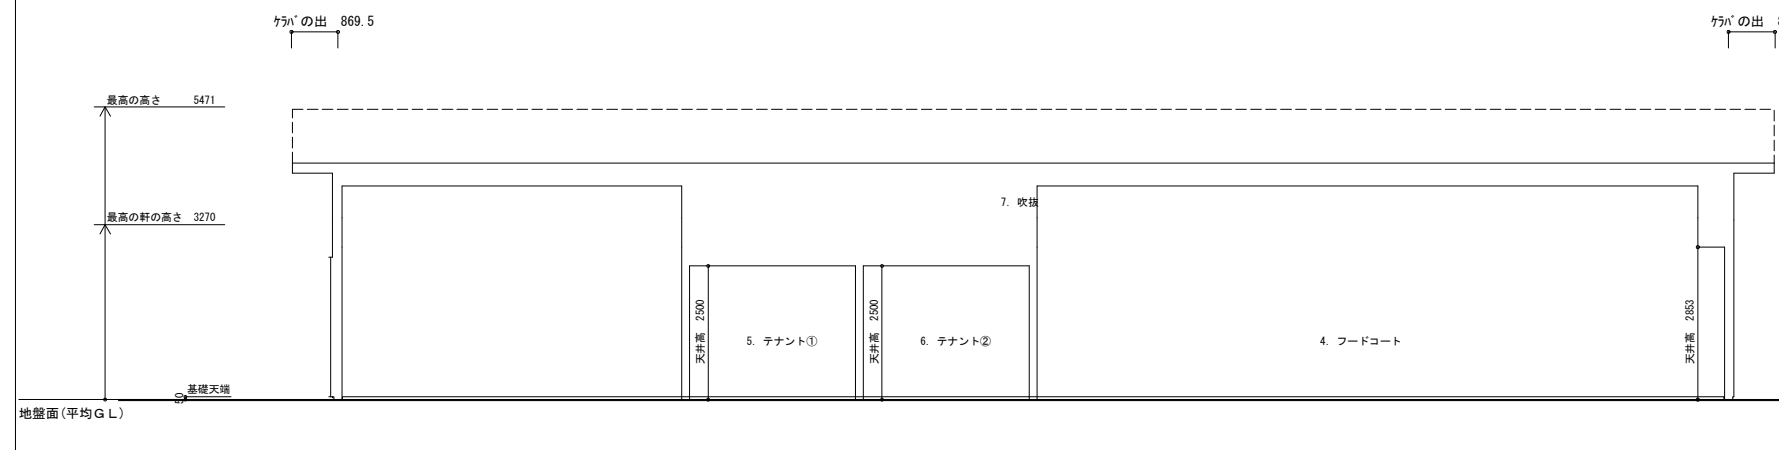 ｹﾗﾊﾞの出 869.5
ｹﾗﾊﾞの出
最高の高さ 5471
7. 吹抜
最高の軒の高さ 3270
天井高 2500
5. テナント①
天井高 2500
6. テナント②
4. フードコート
天井高 2853
50
基礎天端
地盤面(平均ＧＬ)